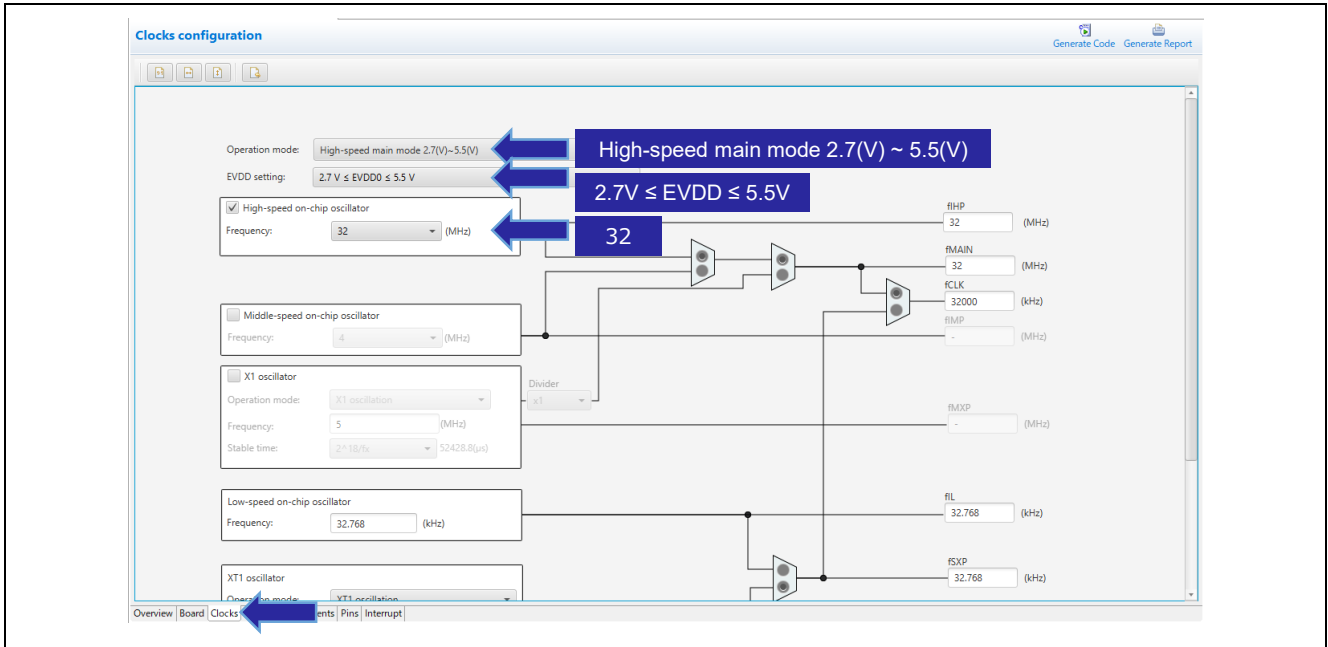 Clocks configuration
Generate Code Generate Report
Operation mode: High-speed main mode 2.7(V)~5.5(V)
High-speed main mode 2.7(V) ~ 5.5(V)
EVDD setting: 2.7 V ≤ EVDD0 ≤ 5.5 V
2.7V ≤ EVDD ≤ 5.5V
High-speed on-chip oscillator
Frequency: 32 (MHz)
32
fIHP
32 (MHz)
fMAIN
32 (MHz)
fCLK
32000 (kHz)
fIMP
- (MHz)
Middle-speed on-chip oscillator
Frequency: 4 (MHz)
X1 oscillator
Operation mode: X1 oscillation
Frequency: 5 (MHz)
Stable time: 2^18/fx 52428.8(μs)
Divider
x1
fMXP
- (MHz)
Low-speed on-chip oscillator
Frequency: 32.768 (kHz)
fIL
32.768 (kHz)
fSXP
32.768 (kHz)
XT1 oscillator
Operation mode: XT1 oscillation
Overview Board Clocks ents Pins Interrupt